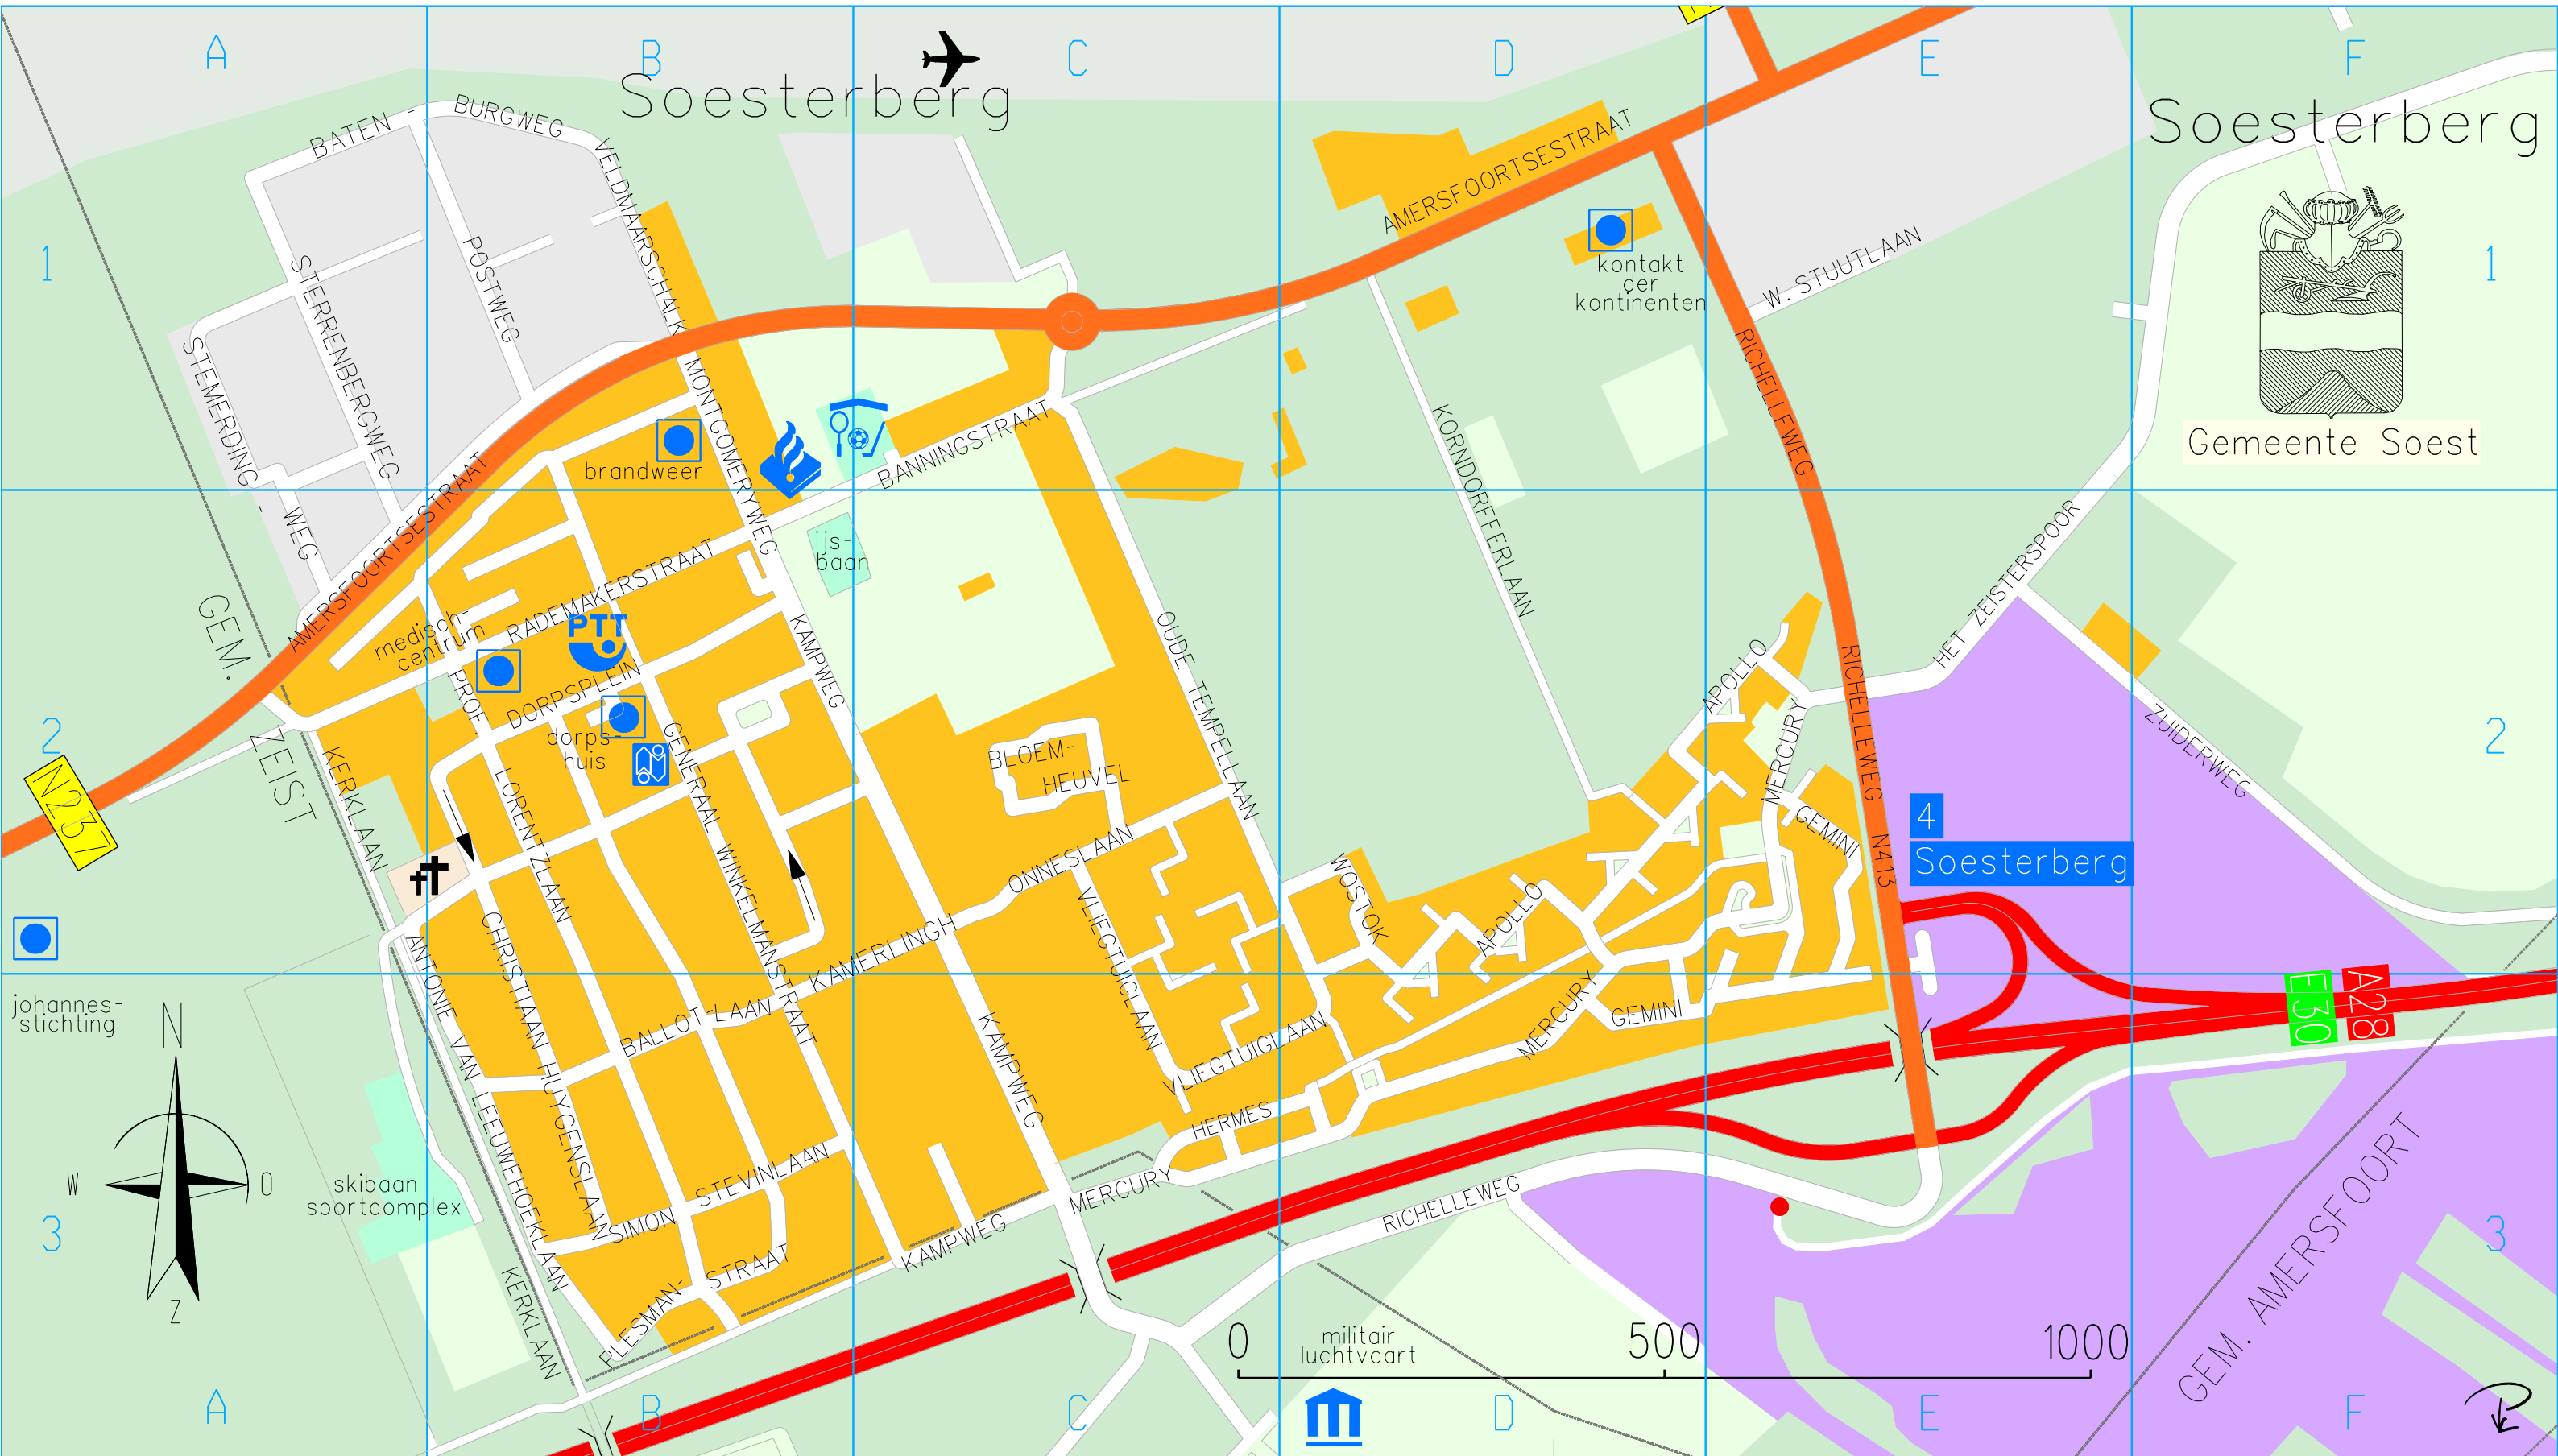 A
B
C
D
E
F
Soesterberg
Soesterberg
Gemeente Soest
1
1
BATEN -
BURGWEG
VELDMAARSCHALK
MONTGOMERYWEG
POSTWEG
STERRENBERGWEG
STEMERDING -
- WEG
AMERSFOORTSESTRAAT
AMERSFOORTSESTRAAT
kontakt
der
kontinenten
W. STUUTLAAN
RICHELLEWEG
brandweer
BANNINGSTRAAT
KORNDORFFERLAAN
ijs-
baan
GEM.
ZEIST
medisch-
centrum
RADEMAKERSTRAAT
PTT
DORPSPLEIN
dorps-
huis
PROF.
LORENTZLAAN
KAMPWEG
GENERAAL WINKELMANSTRAAT
OUDE TEMPELLAAN
BLOEM-
HEUVEL
APOLLO
MERCURY
GEMINI
RICHELLEWEG
N413
HET ZEISTERSPOOR
ZUIDERWEG
2
2
N237
KERKLAAN
4
Soesterberg
ONNESLAAN
KAMERLINGH
WOSTOK
APOLLO
VLIEGTUIGLAAN
VLIEGTUIGLAAN
CHRISTIAAN HUYGENSLAAN
ANTONIE VAN LEEUWEHOEKLAAN
BALLOT-LAAN
MERCURY
GEMINI
E30
A28
johannes-
stichting
N
W
O
Z
skibaan
sportcomplex
KAMPWEG
HERMES
MERCURY
SIMON STEVINLAAN
PLESMAN-
STRAAT
KAMPWEG
KERKLAAN
RICHELLEWEG
GEM. AMERSFOORT
3
3
0
500
1000
militair
luchtvaart
A
B
C
D
E
F